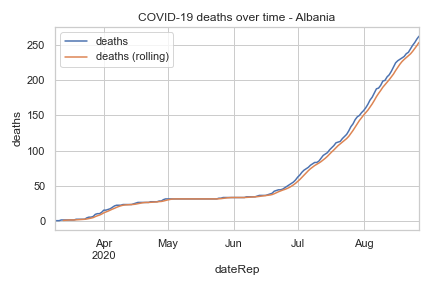 COVID-19 deaths over time - Albania
deaths
deaths (rolling)
250
200
150
100
50
0
deaths
Apr
2020
May
Jun
Jul
Aug
dateRep